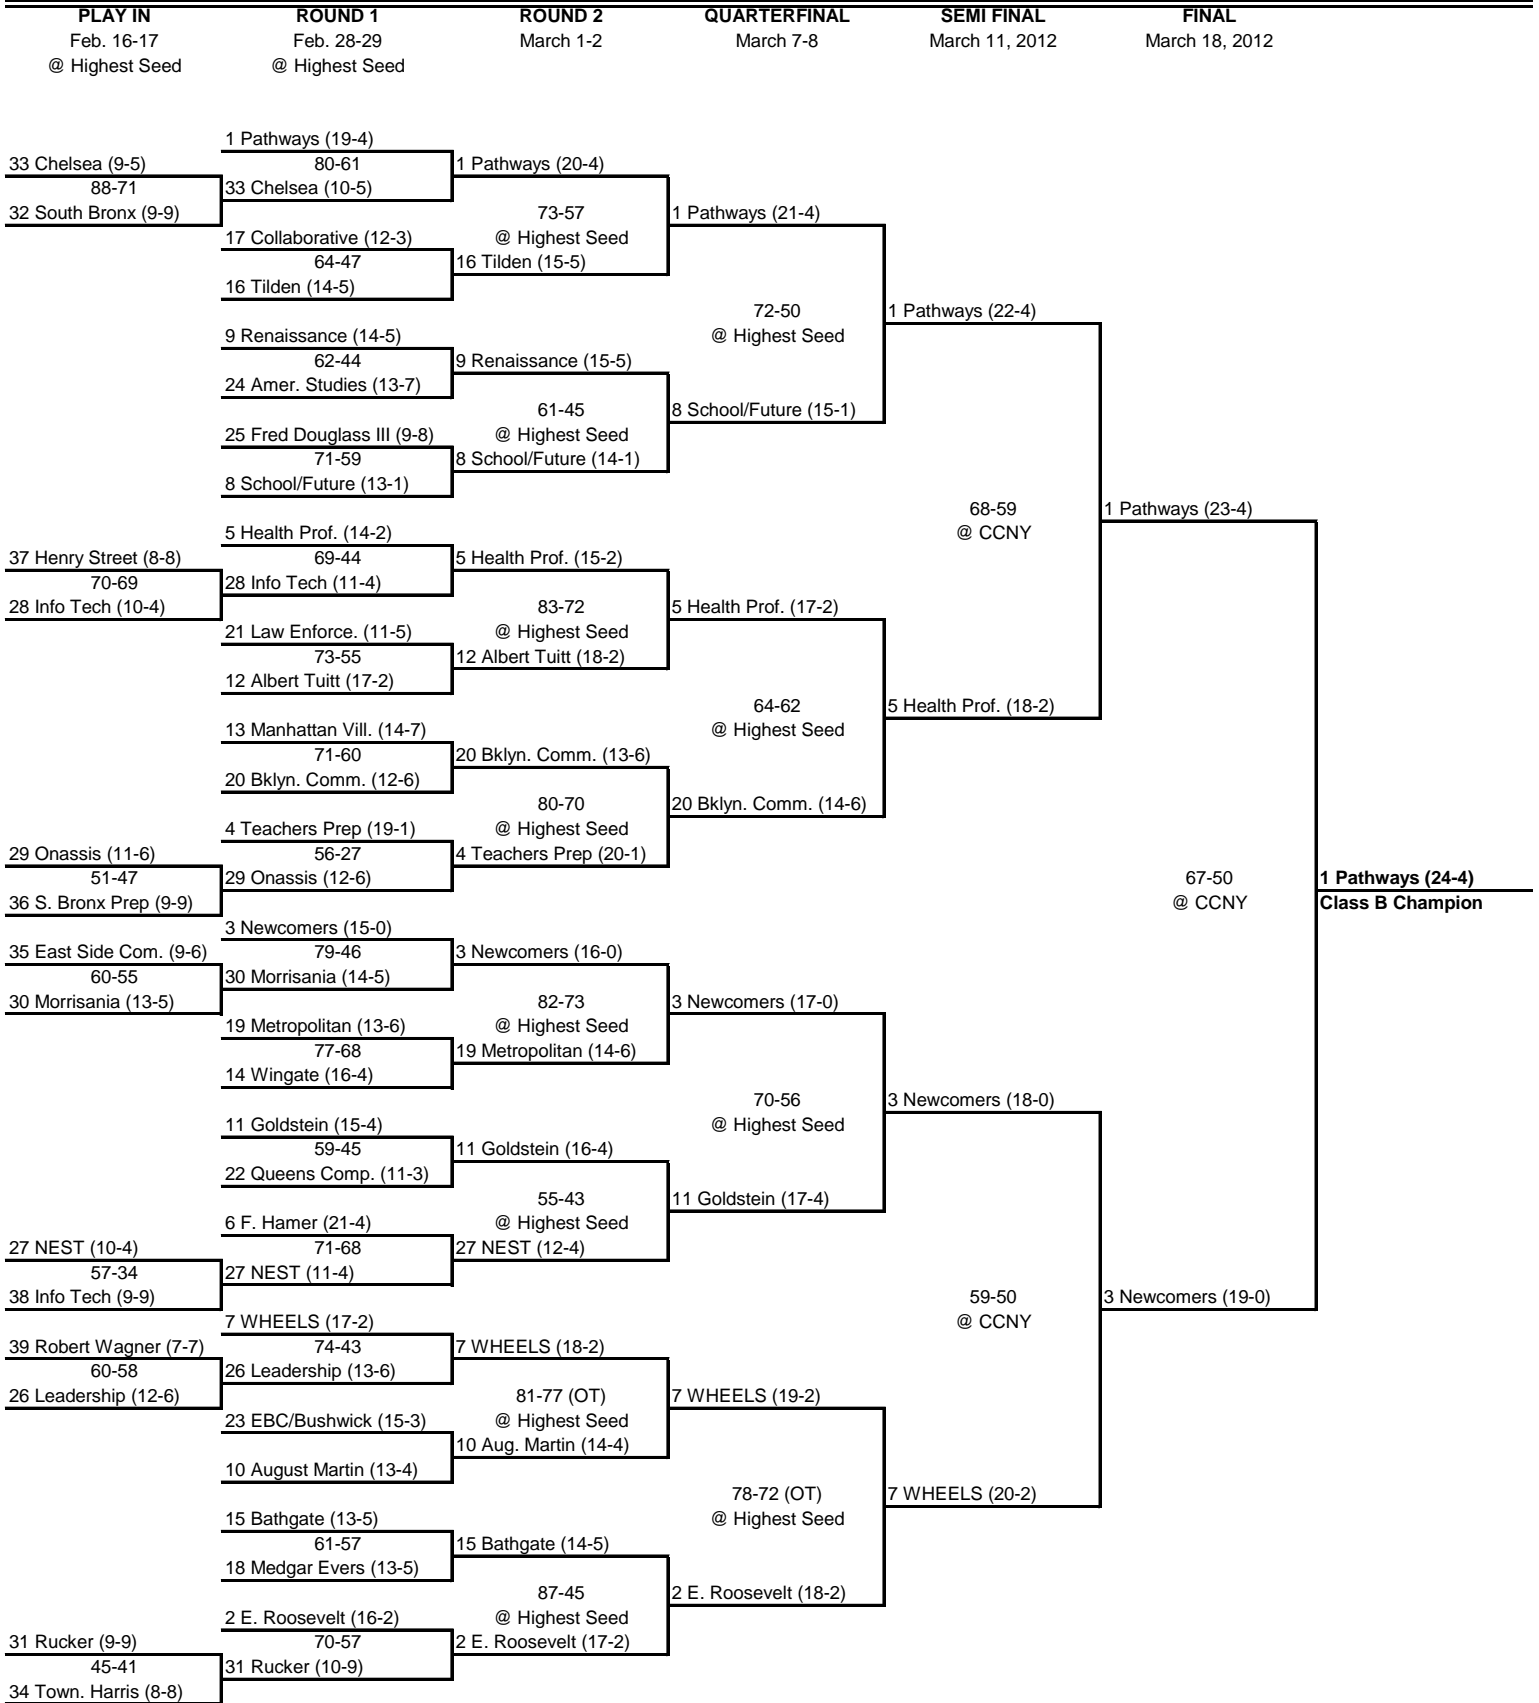 PLAY IN
Feb. 16-17
@ Highest Seed
ROUND 1
Feb. 28-29
@ Highest Seed
ROUND 2
March 1-2
QUARTERFINAL
March 7-8
SEMI FINAL
March 11, 2012
FINAL
March 18, 2012
33 Chelsea (9-5)
88-71
32 South Bronx (9-9)
37 Henry Street (8-8)
70-69
28 Info Tech (10-4)
29 Onassis (11-6)
51-47
36 S. Bronx Prep (9-9)
35 East Side Com. (9-6)
60-55
30 Morrisania (13-5)
27 NEST (10-4)
57-34
38 Info Tech (9-9)
39 Robert Wagner (7-7)
60-58
26 Leadership (12-6)
31 Rucker (9-9)
45-41
34 Town. Harris (8-8)
1 Pathways (19-4)
80-61
33 Chelsea (10-5)
17 Collaborative (12-3)
64-47
16 Tilden (14-5)
9 Renaissance (14-5)
62-44
24 Amer. Studies (13-7)
25 Fred Douglass III (9-8)
71-59
8 School/Future (13-1)
5 Health Prof. (14-2)
69-44
28 Info Tech (11-4)
21 Law Enforce. (11-5)
73-55
12 Albert Tuitt (17-2)
13 Manhattan Vill. (14-7)
71-60
20 Bklyn. Comm. (12-6)
4 Teachers Prep (19-1)
56-27
29 Onassis (12-6)
3 Newcomers (15-0)
79-46
30 Morrisania (14-5)
19 Metropolitan (13-6)
77-68
14 Wingate (16-4)
11 Goldstein (15-4)
59-45
22 Queens Comp. (11-3)
6 F. Hamer (21-4)
71-68
27 NEST (11-4)
7 WHEELS (17-2)
74-43
26 Leadership (13-6)
23 EBC/Bushwick (15-3)
10 August Martin (13-4)
15 Bathgate (13-5)
61-57
18 Medgar Evers (13-5)
2 E. Roosevelt (16-2)
70-57
31 Rucker (10-9)
1 Pathways (20-4)
73-57
@ Highest Seed
16 Tilden (15-5)
9 Renaissance (15-5)
61-45
@ Highest Seed
8 School/Future (14-1)
5 Health Prof. (15-2)
83-72
@ Highest Seed
12 Albert Tuitt (18-2)
20 Bklyn. Comm. (13-6)
80-70
@ Highest Seed
4 Teachers Prep (20-1)
3 Newcomers (16-0)
82-73
@ Highest Seed
19 Metropolitan (14-6)
11 Goldstein (16-4)
55-43
@ Highest Seed
27 NEST (12-4)
7 WHEELS (18-2)
81-77 (OT)
@ Highest Seed
10 Aug. Martin (14-4)
15 Bathgate (14-5)
87-45
@ Highest Seed
2 E. Roosevelt (17-2)
1 Pathways (21-4)
72-50
@ Highest Seed
8 School/Future (15-1)
5 Health Prof. (17-2)
64-62
@ Highest Seed
20 Bklyn. Comm. (14-6)
3 Newcomers (17-0)
70-56
@ Highest Seed
11 Goldstein (17-4)
7 WHEELS (19-2)
78-72 (OT)
@ Highest Seed
2 E. Roosevelt (18-2)
1 Pathways (22-4)
68-59
@ CCNY
5 Health Prof. (18-2)
3 Newcomers (18-0)
59-50
@ CCNY
7 WHEELS (20-2)
1 Pathways (23-4)
67-50
@ CCNY
3 Newcomers (19-0)
1 Pathways (24-4)
Class B Champion